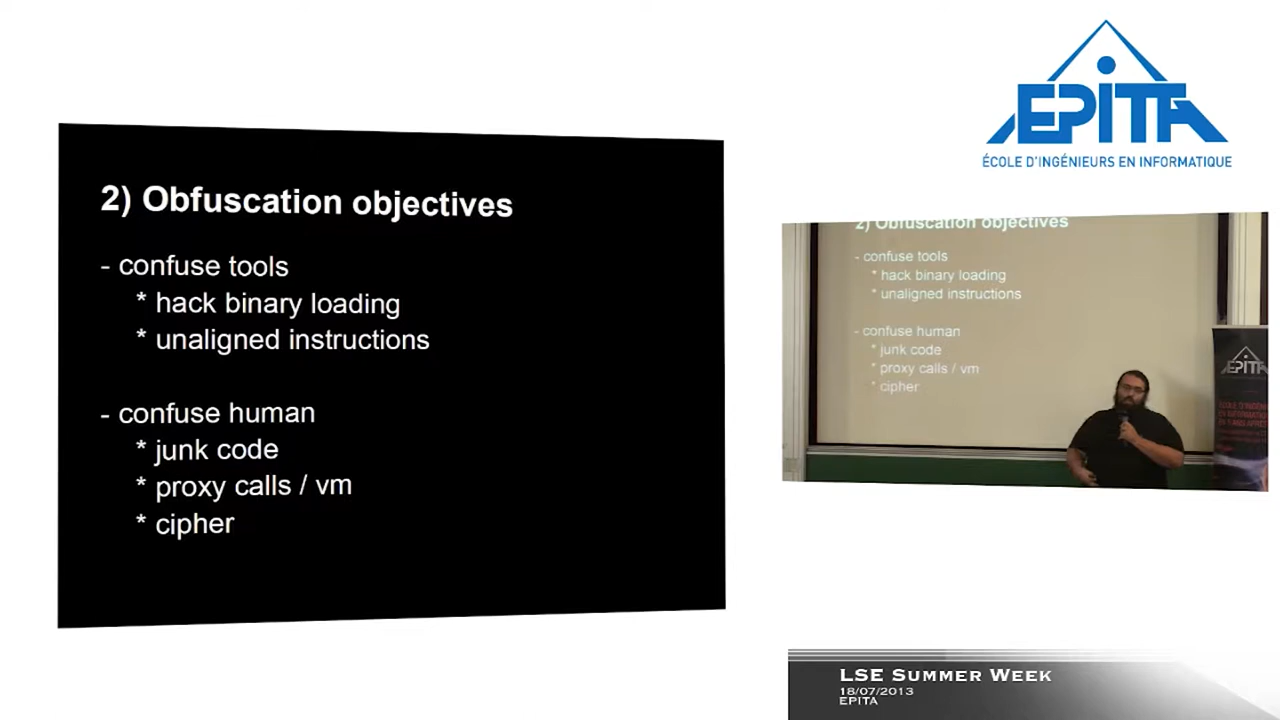 EPITA
ÉCOLE D'INGÉNIEURS EN INFORMATIQUE
2) Obfuscation objectives
- confuse tools
* hack binary loading
* unaligned instructions
- confuse human
* junk code
* proxy calls / vm
* cipher
2) Obfuscation objectives
- confuse tools
* hack binary loading
* unaligned instructions
- confuse human
* junk code
* proxy calls / vm
* cipher
EPITA
LSE SUMMER WEEK
18/07/2013
EPITA